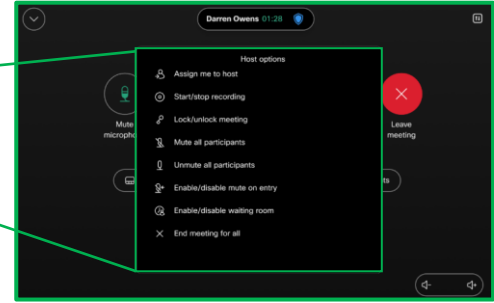 Darren Owens 01:28
Host options
Assign me to host
Start/stop recording
Lock/unlock meeting
Mute all participants
Unmute all participants
Enable/disable mute on entry
Enable/disable waiting room
End meeting for all
Mute
Leave
meeting